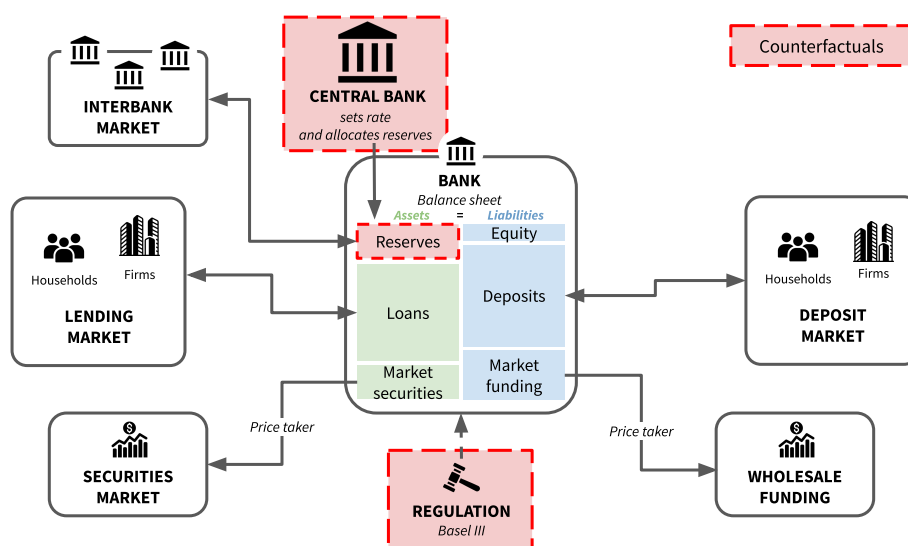 Counterfactuals
INTERBANK
MARKET
CENTRAL BANK
sets rate
and allocates reserves
BANK
Balance sheet
Assets = Liabilities
Reserves
Equity
Loans
Deposits
Market
securities
Market
funding
Households
Firms
LENDING
MARKET
Households
Firms
DEPOSIT
MARKET
Price taker
Price taker
SECURITIES
MARKET
WHOLESALE
FUNDING
REGULATION
Basel III